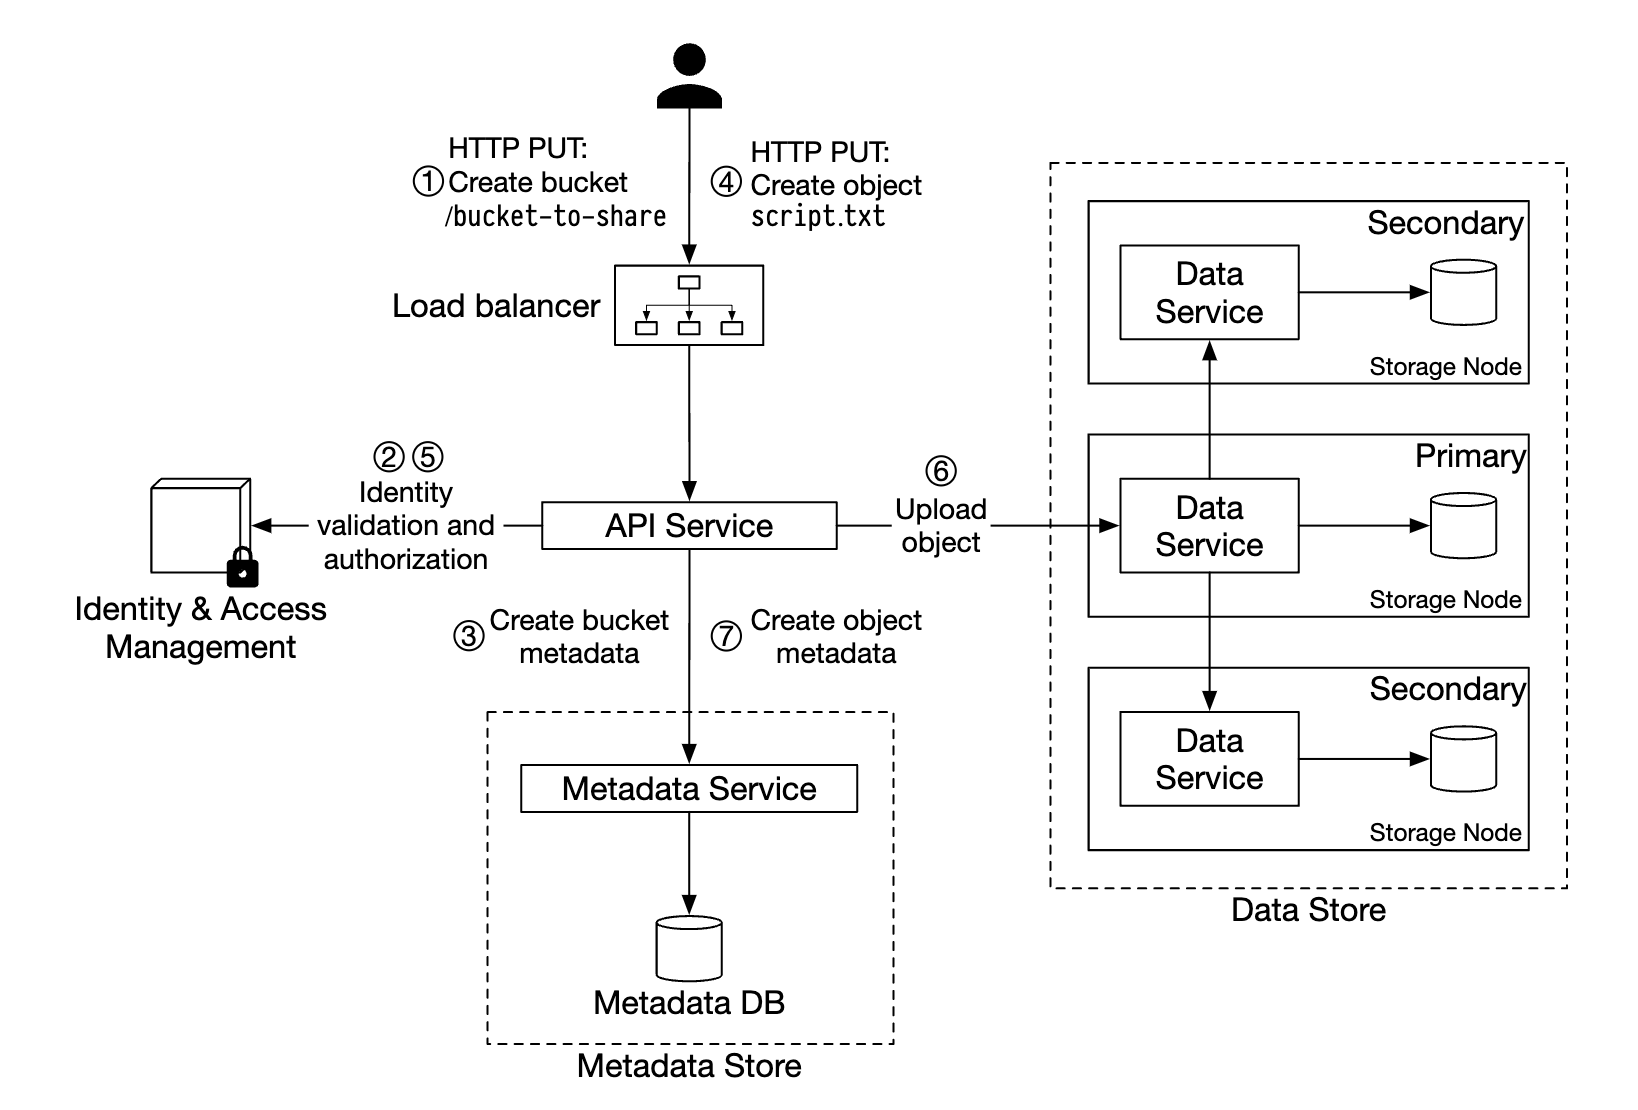 HTTP PUT:
① Create bucket
/bucket-to-share
HTTP PUT:
④ Create object
script.txt
Load balancer
② ⑤
Identity
validation and
authorization
Identity & Access
Management
API Service
⑥
Upload
object
③ Create bucket
metadata
⑦ Create object
metadata
Metadata Service
Metadata DB
Metadata Store
Secondary
Data
Service
Storage Node
Primary
Data
Service
Storage Node
Secondary
Data
Service
Storage Node
Data Store